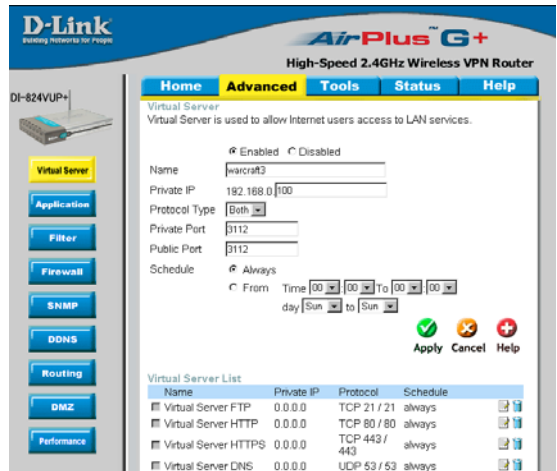 D-Link
Building Networks for People
AirPlus G+
™
High-Speed 2.4GHz Wireless VPN Router
DI-824VUP+
Home Advanced Tools Status Help
Virtual Server
Application
Filter
Firewall
SNMP
DDNS
Routing
DMZ
Performance
Virtual Server
Virtual Server is used to allow Internet users access to LAN services.
Enabled Disabled
Name warcraft3
Private IP 192.168.0.100
Protocol Type Both
Private Port 3112
Public Port 3112
Schedule Always
From Time 00 : 00 To 00 : 00
day Sun to Sun
Apply Cancel Help
Virtual Server List
Name Private IP Protocol Schedule
Virtual Server FTP 0.0.0.0 TCP 21 / 21 always
Virtual Server HTTP 0.0.0.0 TCP 80 / 80 always
Virtual Server HTTPS 0.0.0.0 TCP 443 / 443 always
Virtual Server DNS 0.0.0.0 UDP 53 / 53 always